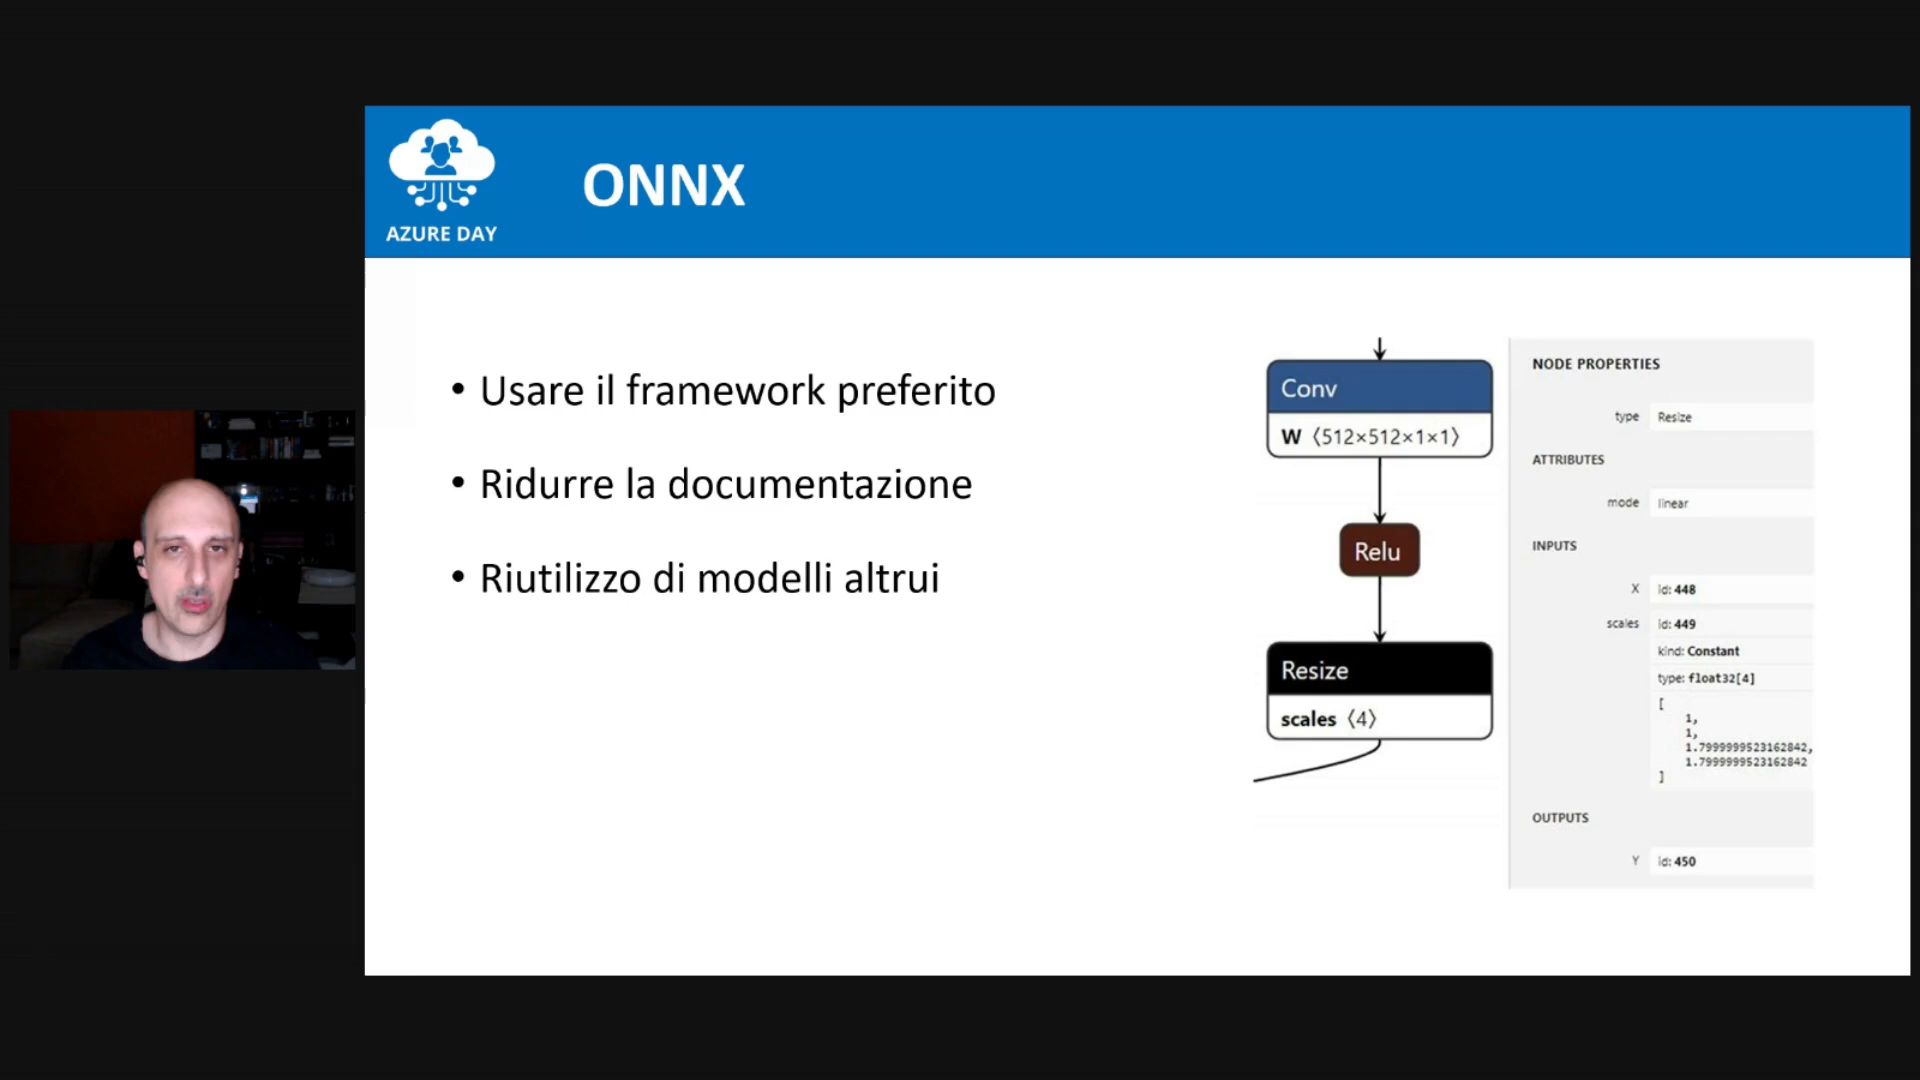 AZURE DAY
ONNX
• Usare il framework preferito
• Ridurre la documentazione
• Riutilizzo di modelli altrui
Conv
W ⟨512×512×1×1⟩
Relu
Resize
scales ⟨4⟩
NODE PROPERTIES
type Resize
ATTRIBUTES
mode linear
INPUTS
X id: 448
scales id: 449
kind: Constant
type: float32[4]
[
1,
1,
1.7999999523162842,
1.7999999523162842
]
OUTPUTS
Y id: 450